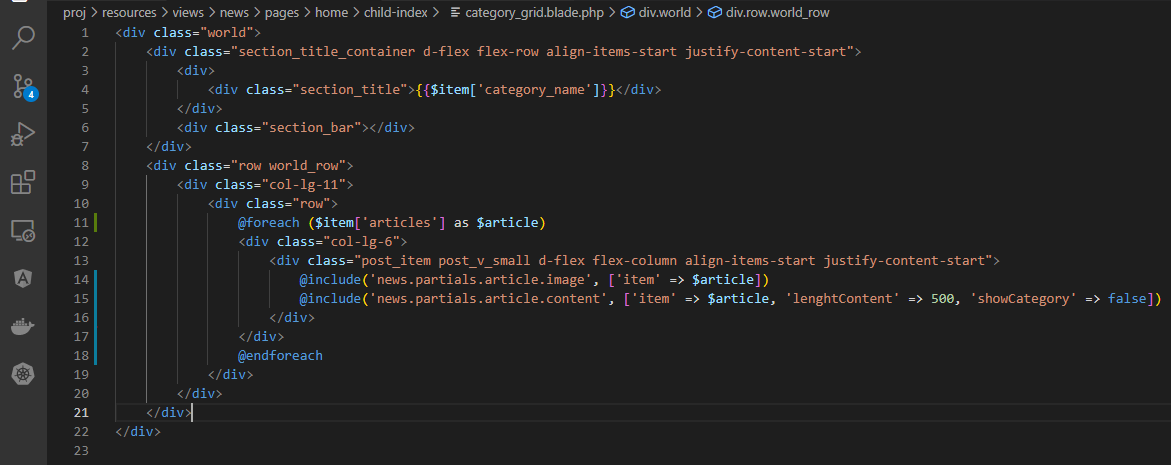 proj > resources > views > news > pages > home > child-index > category_grid.blade.php > div.world > div.row.world_row
1 <div class="world">
2 <div class="section_title_container d-flex flex-row align-items-start justify-content-start">
3 <div>
4 <div class="section_title">{{$item['category_name']}}</div>
5 </div>
6 <div class="section_bar"></div>
7 </div>
8 <div class="row world_row">
9 <div class="col-lg-11">
10 <div class="row">
11 @foreach ($item['articles'] as $article)
12 <div class="col-lg-6">
13 <div class="post_item post_v_small d-flex flex-column align-items-start justify-content-start">
14 @include('news.partials.article.image', ['item' => $article])
15 @include('news.partials.article.content', ['item' => $article, 'lenghtContent' => 500, 'showCategory' => false])
16 </div>
17 </div>
18 @endforeach
19 </div>
20 </div>
21 </div>
22 </div>
23
4